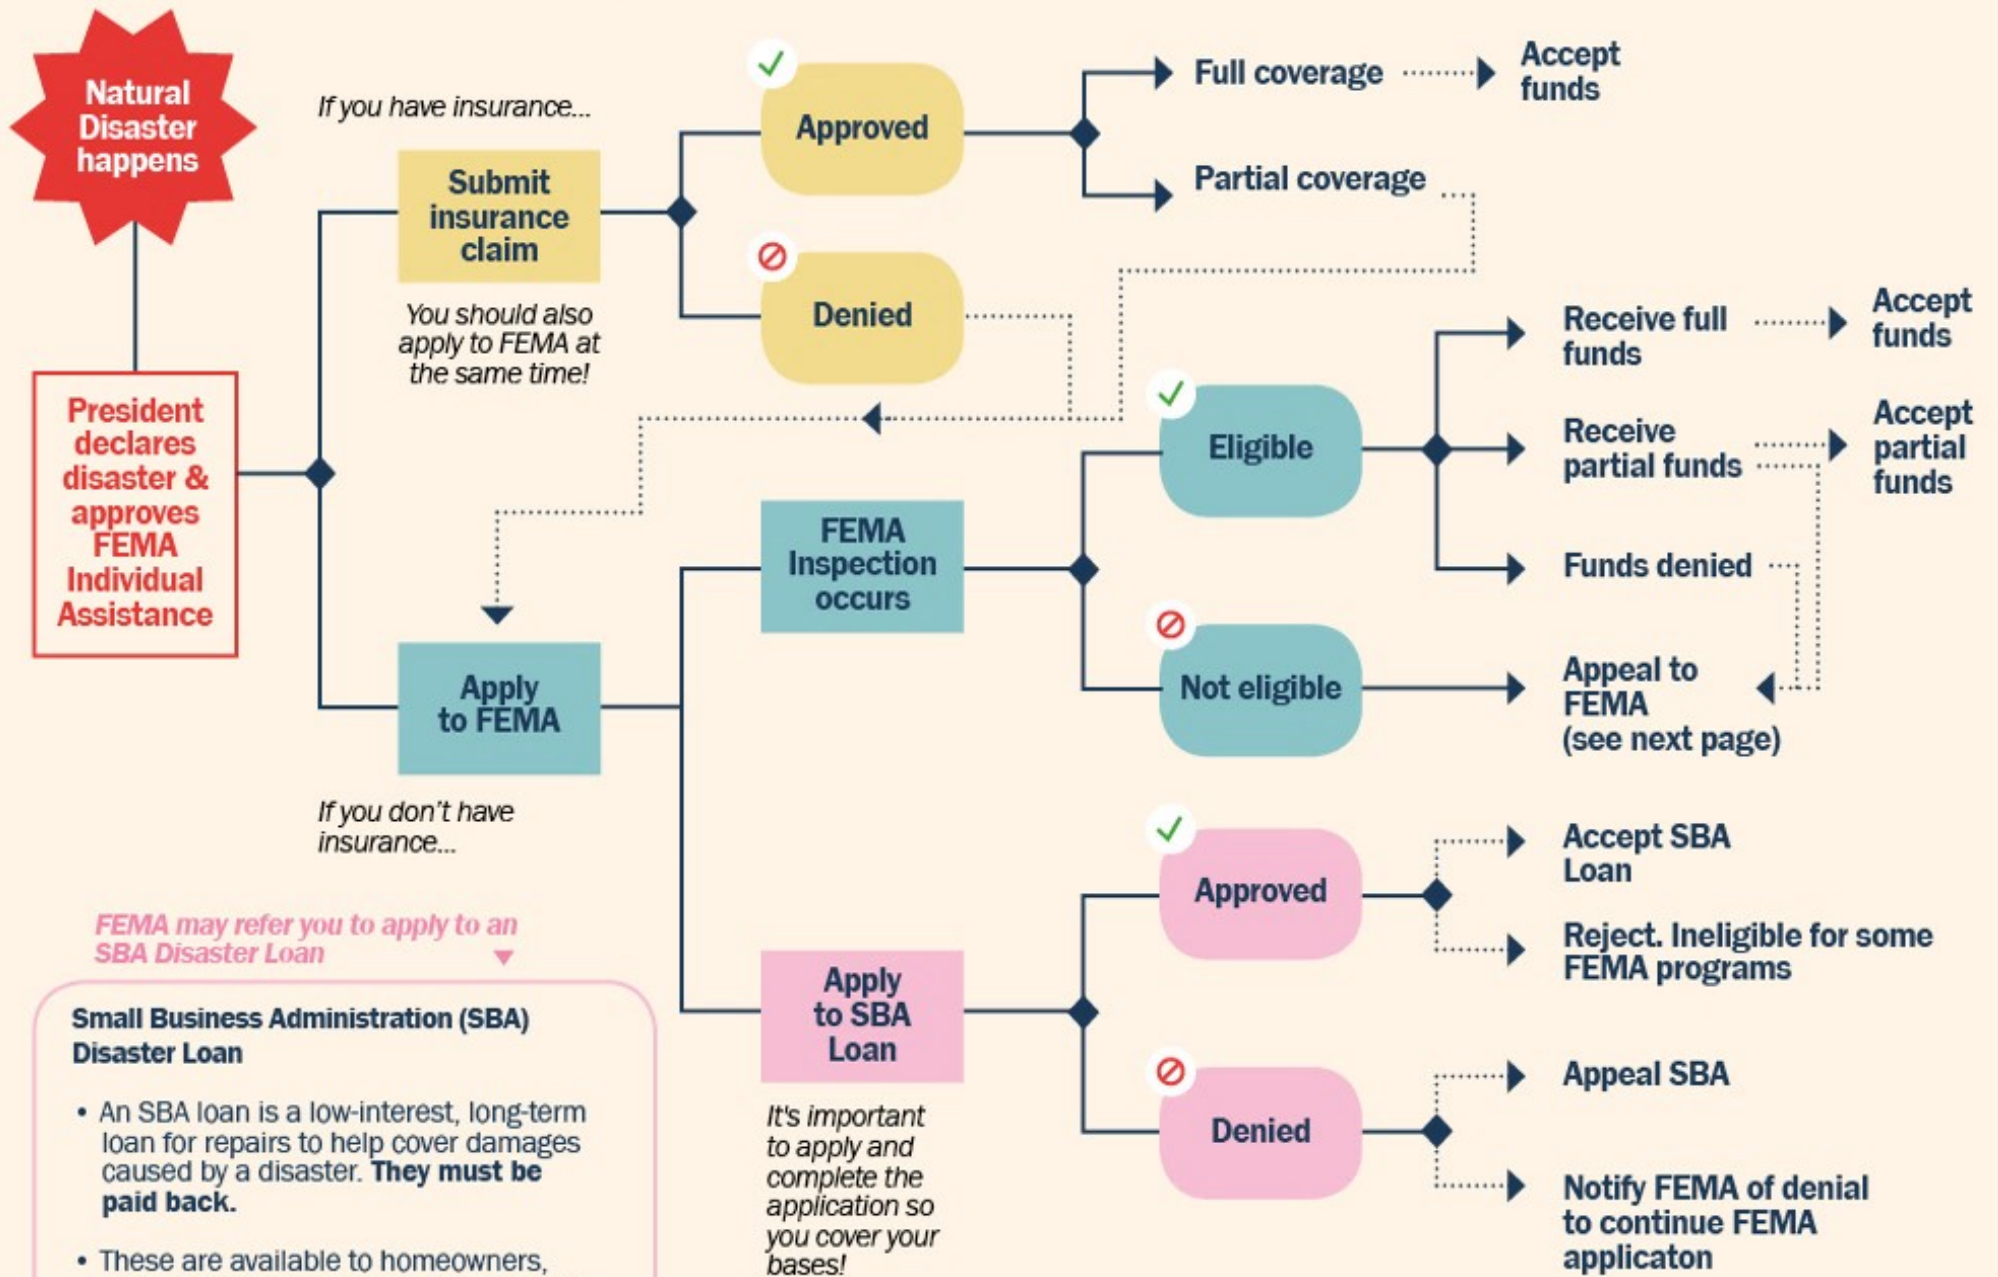 Natural
Disaster
happens
President
declares
disaster &
approves
FEMA
Individual
Assistance
If you have insurance...
Submit
insurance
claim
You should also
apply to FEMA at
the same time!
Approved
Denied
Full coverage
Accept
funds
Partial coverage
Apply
to FEMA
If you don't have
insurance...
FEMA
Inspection
occurs
Eligible
Not eligible
Receive full
funds
Accept
funds
Receive
partial funds
Accept
partial
funds
Funds denied
Appeal to
FEMA
(see next page)
Apply
to SBA
Loan
It's important
to apply and
complete the
application so
you cover your
bases!
Approved
Denied
Accept SBA
Loan
Reject. Ineligible for some
FEMA programs
Appeal SBA
Notify FEMA of denial
to continue FEMA
applicaton
FEMA may refer you to apply to an
SBA Disaster Loan
Small Business Administration (SBA)
Disaster Loan
• An SBA loan is a low-interest, long-term
loan for repairs to help cover damages
caused by a disaster. They must be
paid back.
• These are available to homeowners,